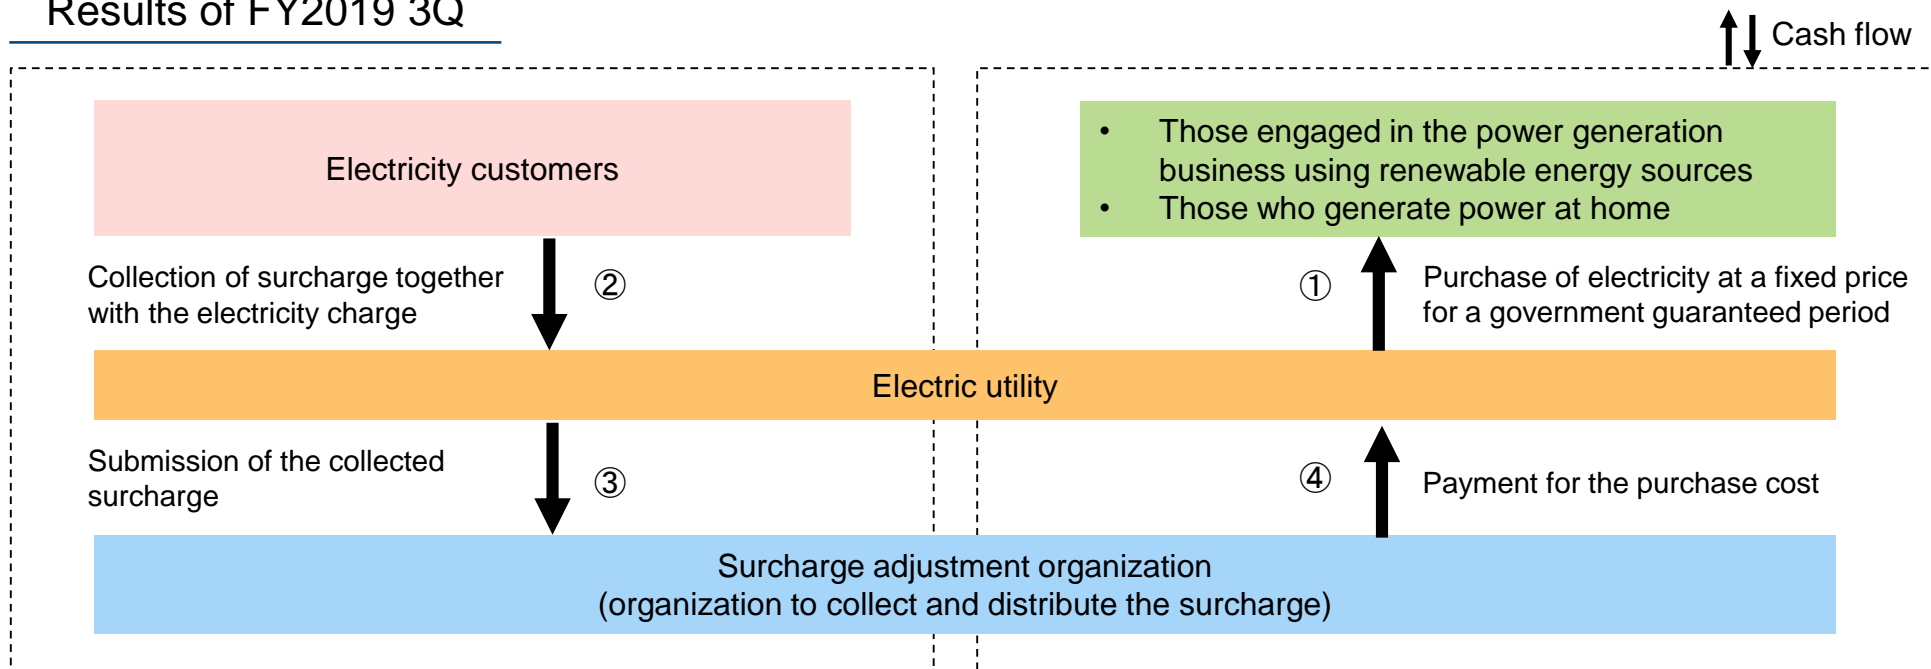 Results of FY2019 3Q
Cash flow
Electricity customers
• Those engaged in the power generation
business using renewable energy sources
• Those who generate power at home
Collection of surcharge together
with the electricity charge
②
①
Purchase of electricity at a fixed price
for a government guaranteed period
Electric utility
Submission of the collected
surcharge
③
④
Payment for the purchase cost
Surcharge adjustment organization
(organization to collect and distribute the surcharge)